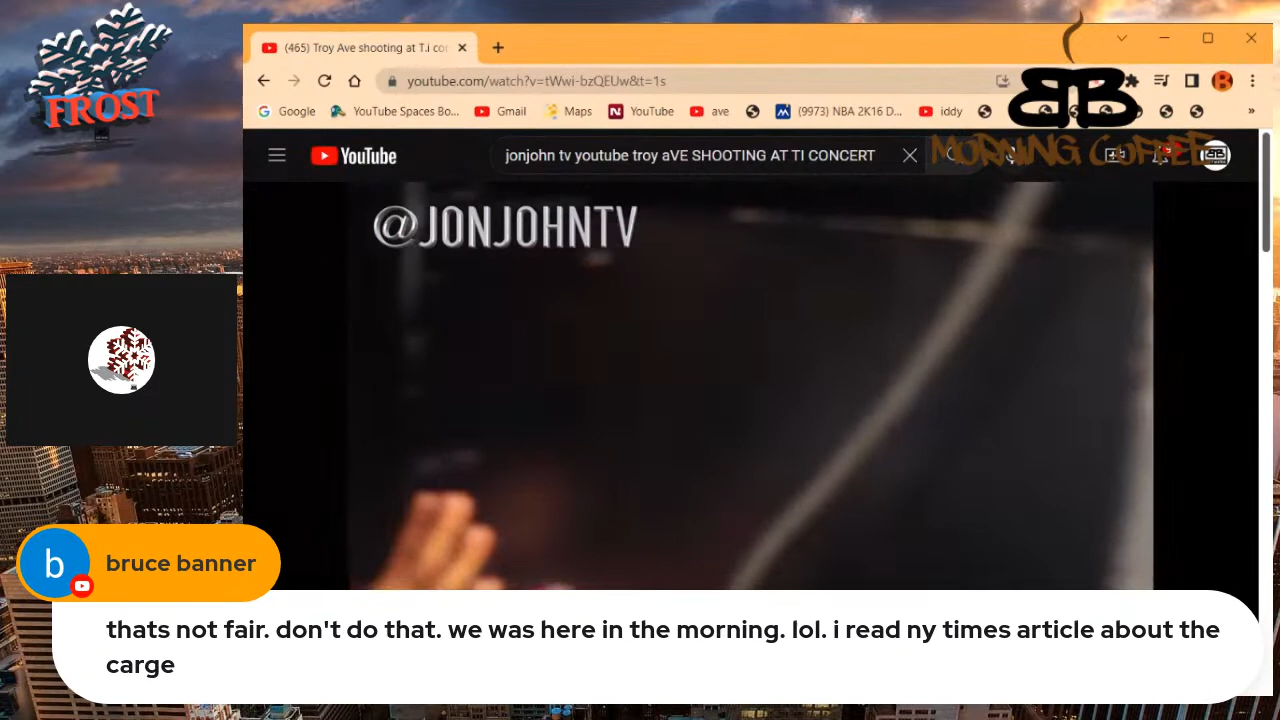 FROST
(465) Troy Ave shooting at T.i co
youtube.com/watch?v=tWwi-bzQEUw&t=1s
Google
YouTube Spaces Bo...
Gmail
Maps
YouTube
ave
(9973) NBA 2K16 D...
iddy
»
BB
MORNING COFFEE
YouTube
jonjohn tv youtube troy aVE SHOOTING AT TI CONCERT
@JONJOHNTV
b
bruce banner
thats not fair. don't do that. we was here in the morning. lol. i read ny times article about the
carge